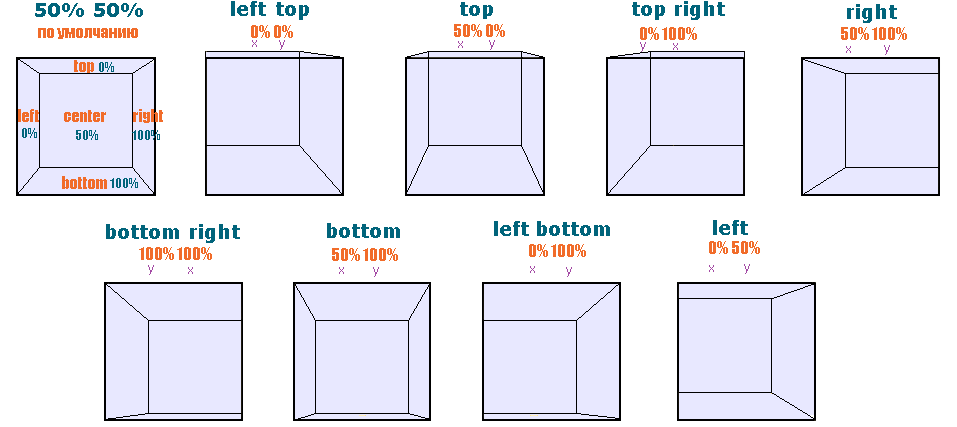 50% 50%
по умолчанию
top 0%
left
0%
center
50%
right
100%
bottom 100%
left top
0% 0%
x y
top
50% 0%
x y
top right
0% 100%
y x
right
50% 100%
x y
bottom right
100% 100%
y x
bottom
50% 100%
x y
left bottom
0% 100%
x y
left
0% 50%
x y